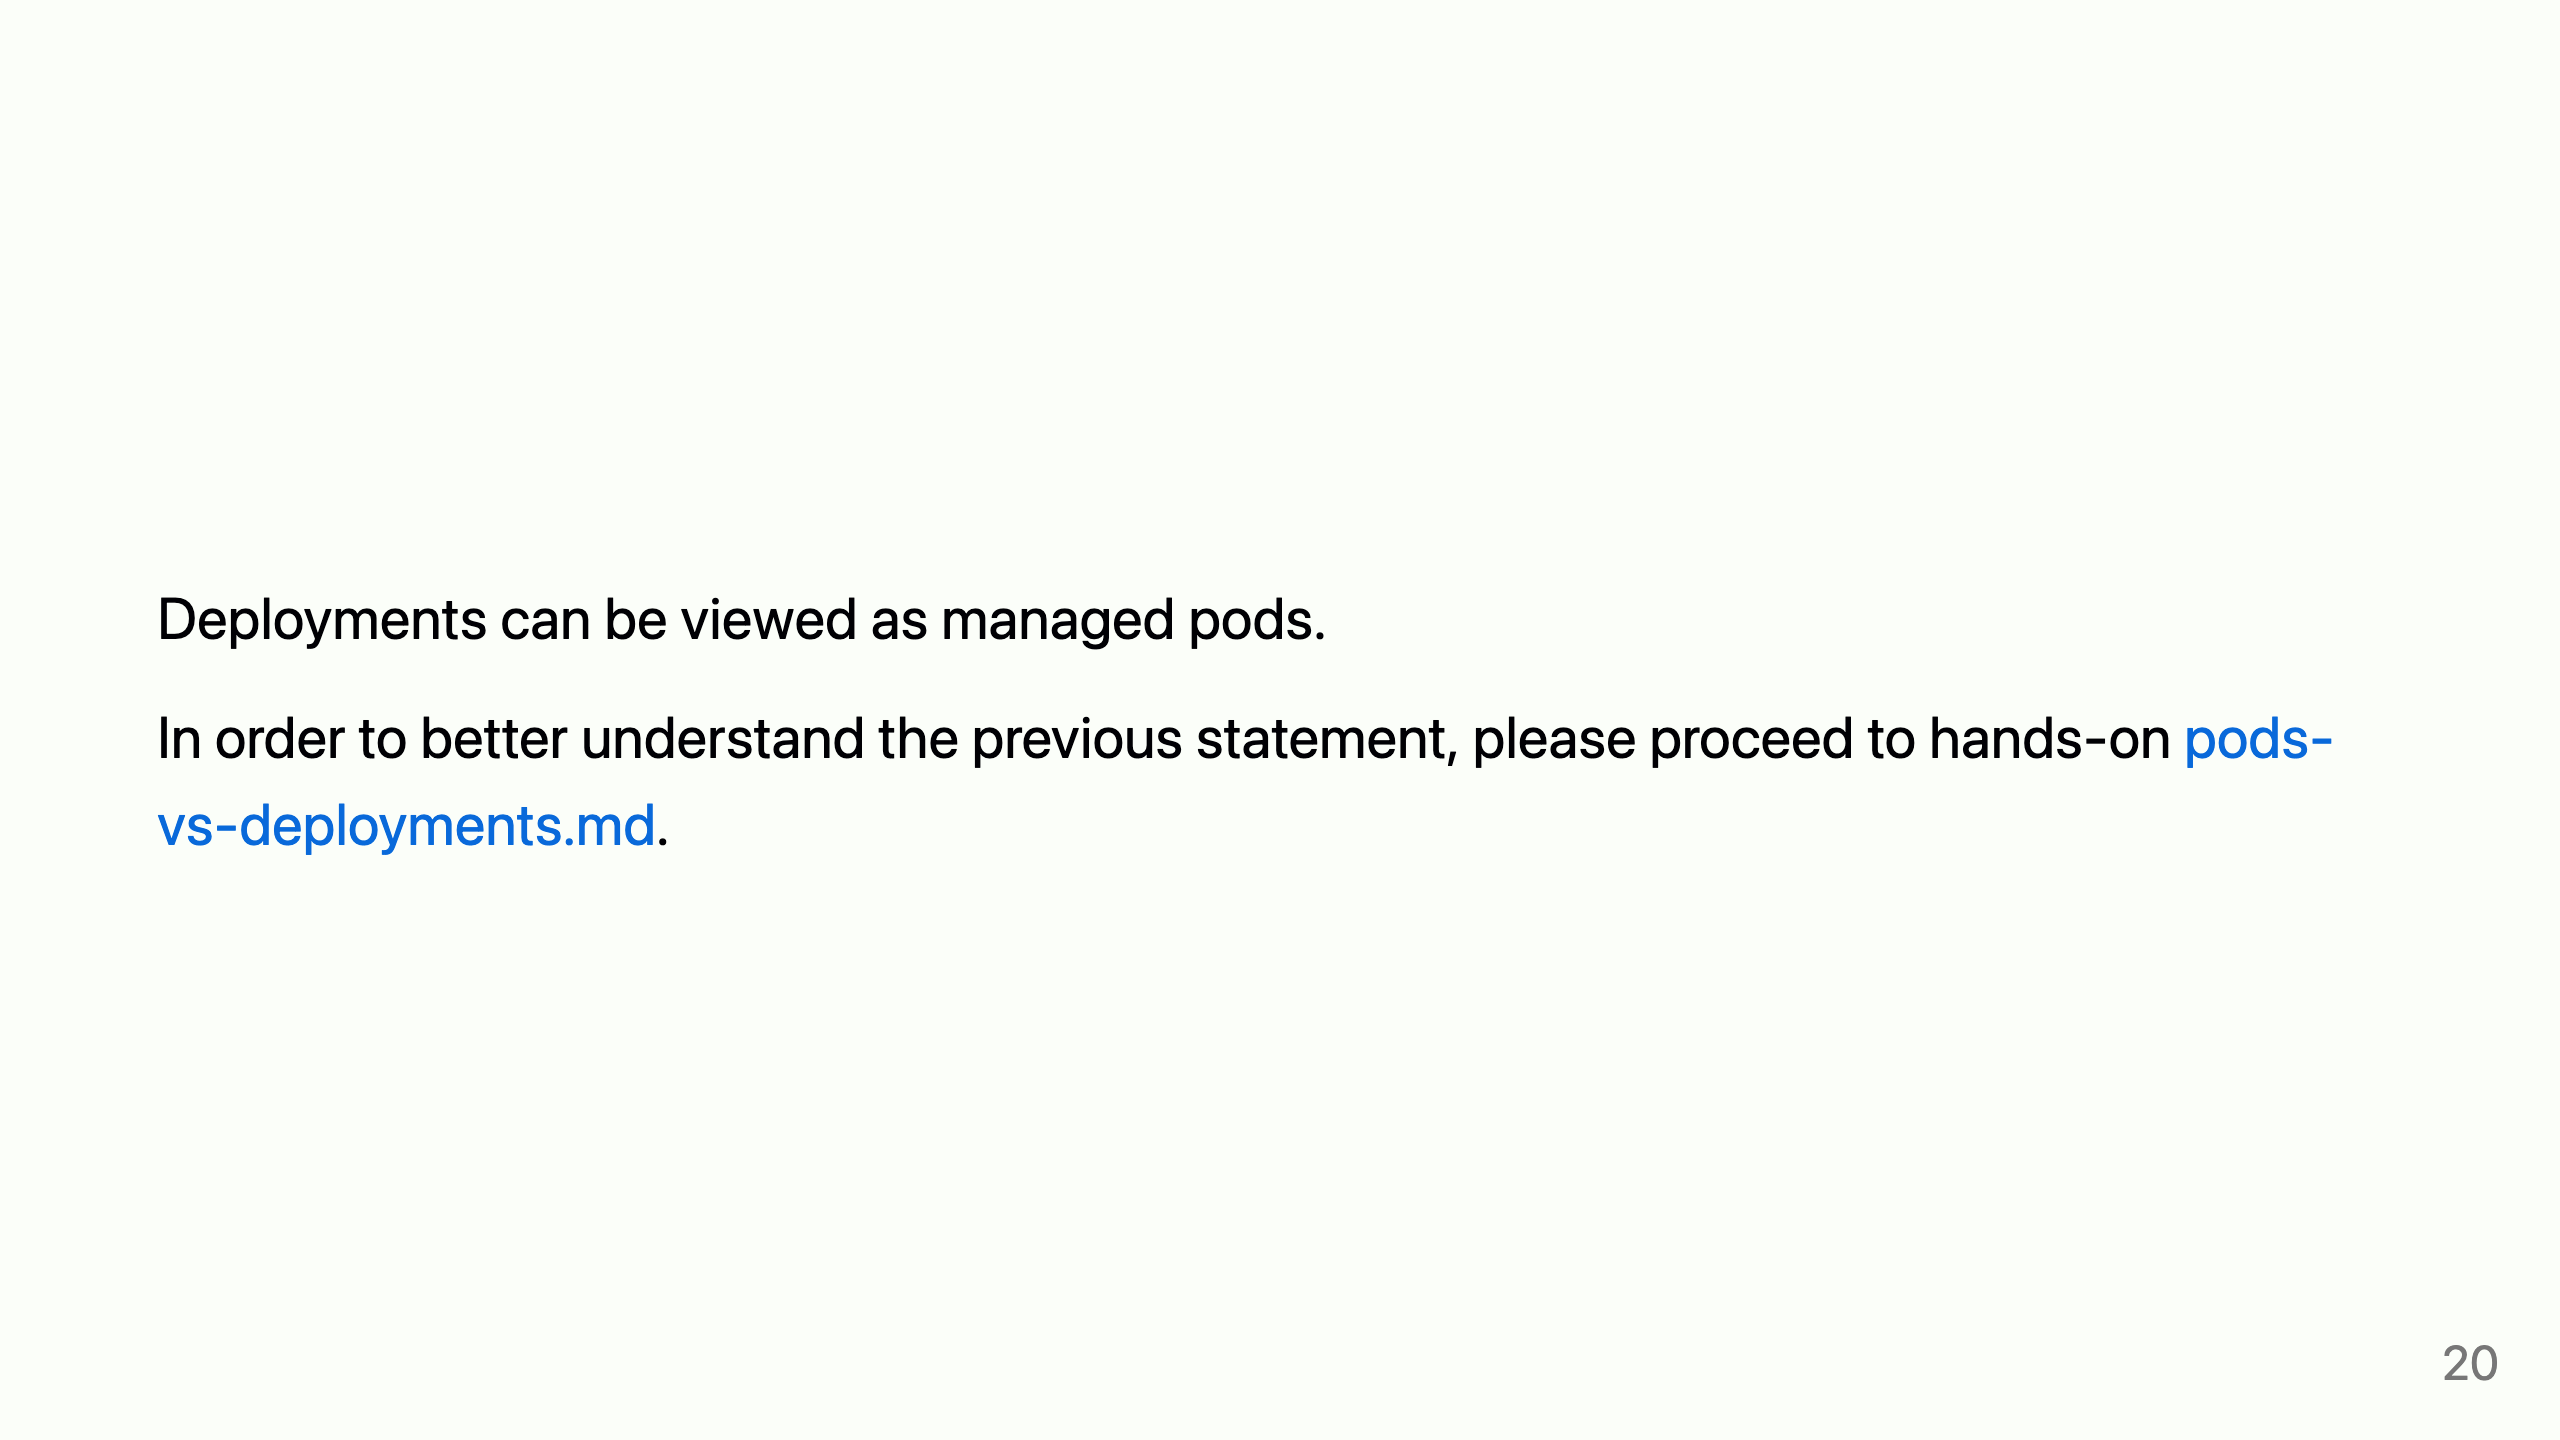 Deployments can be viewed as managed pods.
In order to better understand the previous statement, please proceed to hands-on pods-
vs-deployments.md.
20